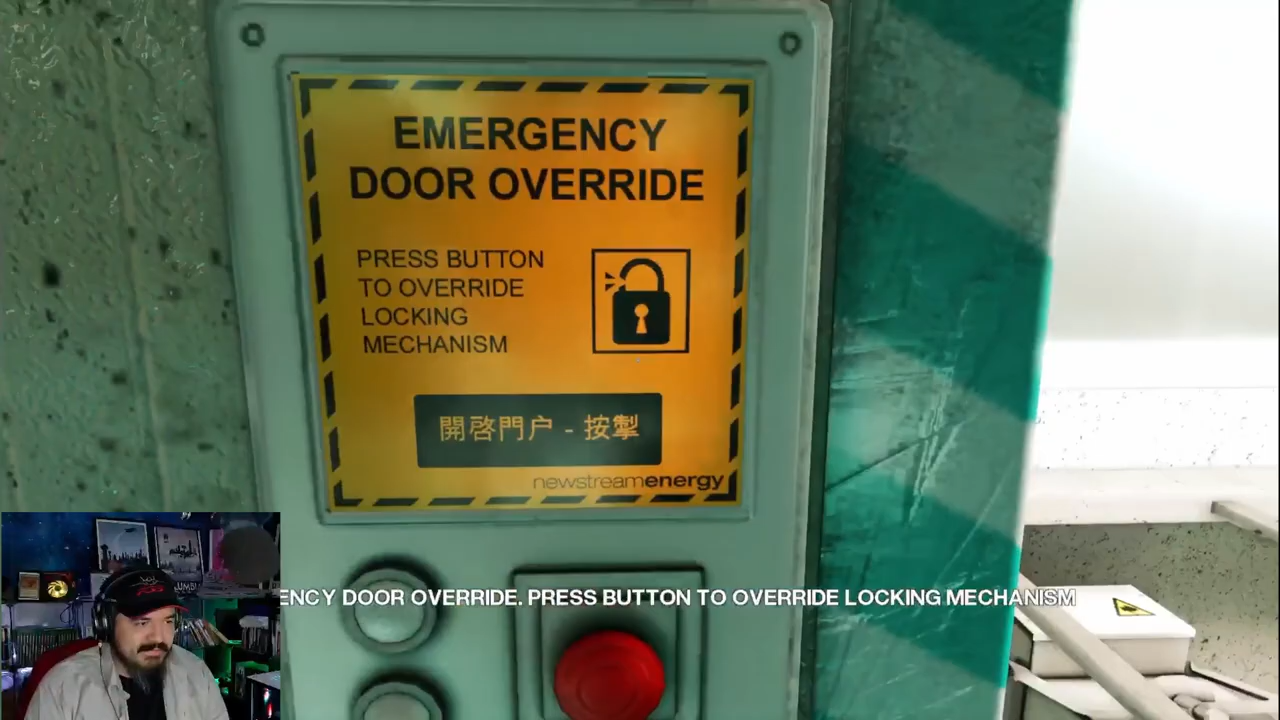 EMERGENCY
DOOR OVERRIDE
PRESS BUTTON
TO OVERRIDE
LOCKING
MECHANISM
開啓門户 - 按掣
newstreamenergy
DOOR OVERRIDE. PRESS BUTTON TO OVERRIDE LOCKING MECHANISM